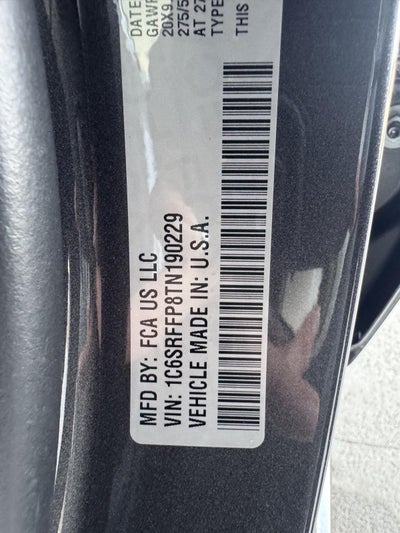 DATE
GAWR
20X9.
275/5
AT 27
TYPE
THIS
MFD BY: FCA US LLC
VIN: 1C6SRFFP8TN190229
VEHICLE MADE IN: U.S.A.